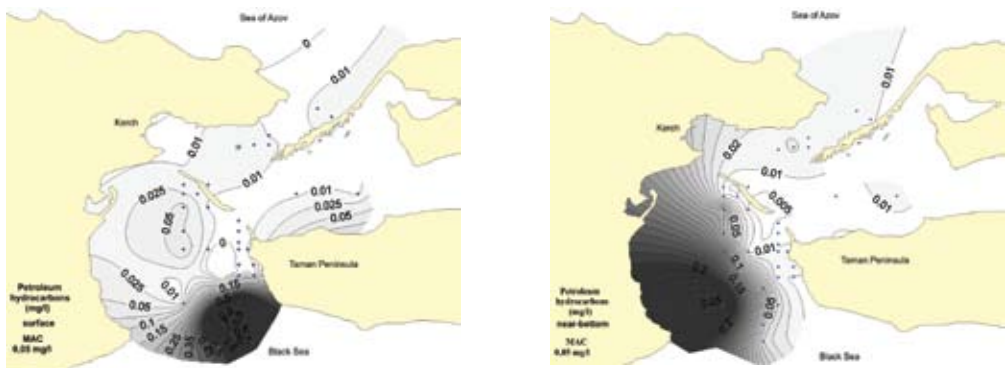 Sea of Azov
0
0.01
Kerch
0.01
0.01
0.025
0.05
0.01
0.025
0.05
0
Taman Peninsula
0.025
0.01
0.05
0.1
0.15
0.25
0.35
0.15
Petroleum
hydrocarbons
(mg/l)
surface
MAC
0,05 mg/l
Black Sea
Sea of Azov
0.01
Kerch
0.02
0.01
0.005
0.01
0.05
0.01
0.1
0.15
0.2
0.05
Taman Peninsula
Petroleum
hydrocarbons
(mg/l)
near-bottom
MAC
0,05 mg/l
Black Sea